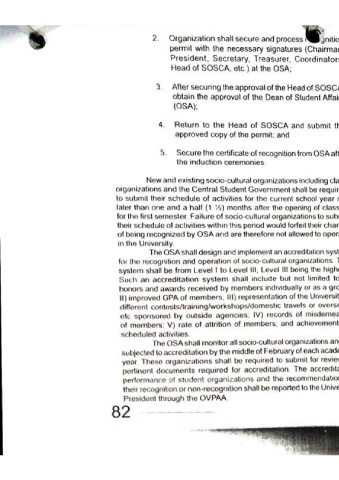 2. Organization shall secure and process
permit with the necessary signatures (Chairman
President, Secretary, Treasurer, Coordinator
Head of SOSCA, etc.) at the OSA;
3. After securing the approval of the Head of SOSCA
obtain the approval of the Dean of Student Affai
(OSA);
4. Return to the Head of SOSCA and submit th
approved copy of the permit; and
5. Secure the certificate of recognition from OSA aft
the induction ceremonies.
New and existing socio-cultural organizations including cla
organizations and the Central Student Government shall be requir
to submit their schedule of activities for the current school year
later than one and a half (1 ½) months after the opening of class
for the first semester. Failure of socio-cultural organizations to sub
their schedule of activities within this period would forfeit their chan
of being recognized by OSA and are therefore not allowed to oper
in the University.
The OSA shall design and implement an accreditation syste
for the recognition and operation of socio-cultural organizations. T
system shall be from Level I to Level III, Level III being the highe
Such an accreditation system shall include but not limited to
honors and awards received by members individually or as a gro
II) improved GPA of members; III) representation of the Universit
different contests/training/workshops/domestic travels or overse
etc sponsored by outside agencies; IV) records of misdemea
of members; V) rate of attrition of members; and achievement
scheduled activities.
The OSA shall monitor all socio-cultural organizations an
subjected to accreditation by the middle of February of each acade
year. These organizations shall be required to submit for review
pertinent documents required for accreditation. The accredita
performance of student organizations and the recommendation
their recognition or non-recognition shall be reported to the Unive
President through the OVPAA.
82